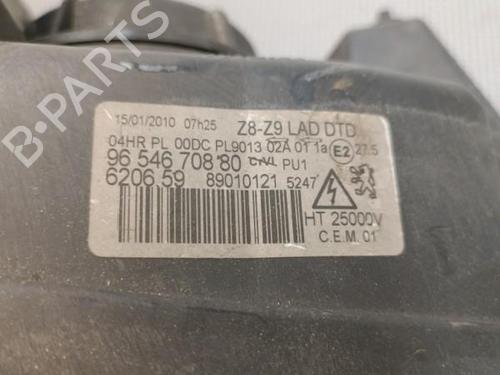 15/01/2010 07h25 Z8-Z9 LAD DTD
04HR PL 00DC PL9013 02A 01 1a E2 27.5
96 546 708 80 PU1
6206.59 89010121 5247
HT 25000V
C.E.M. 01
B-PARTS